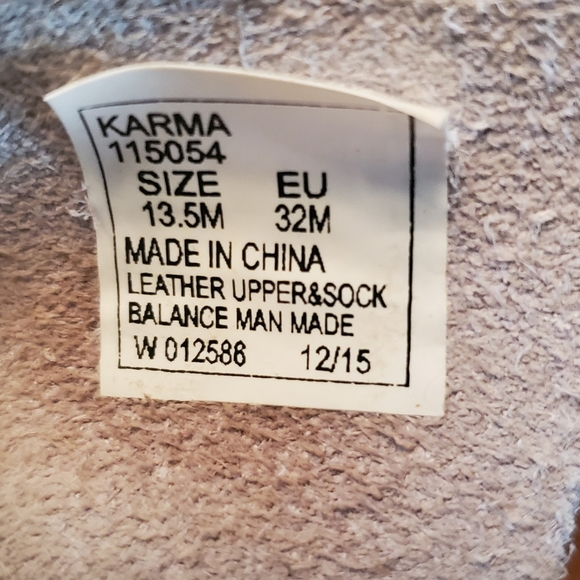 KARMA
115054
SIZE EU
13.5M 32M
MADE IN CHINA
LEATHER UPPER&SOCK
BALANCE MAN MADE
W 012586 12/15